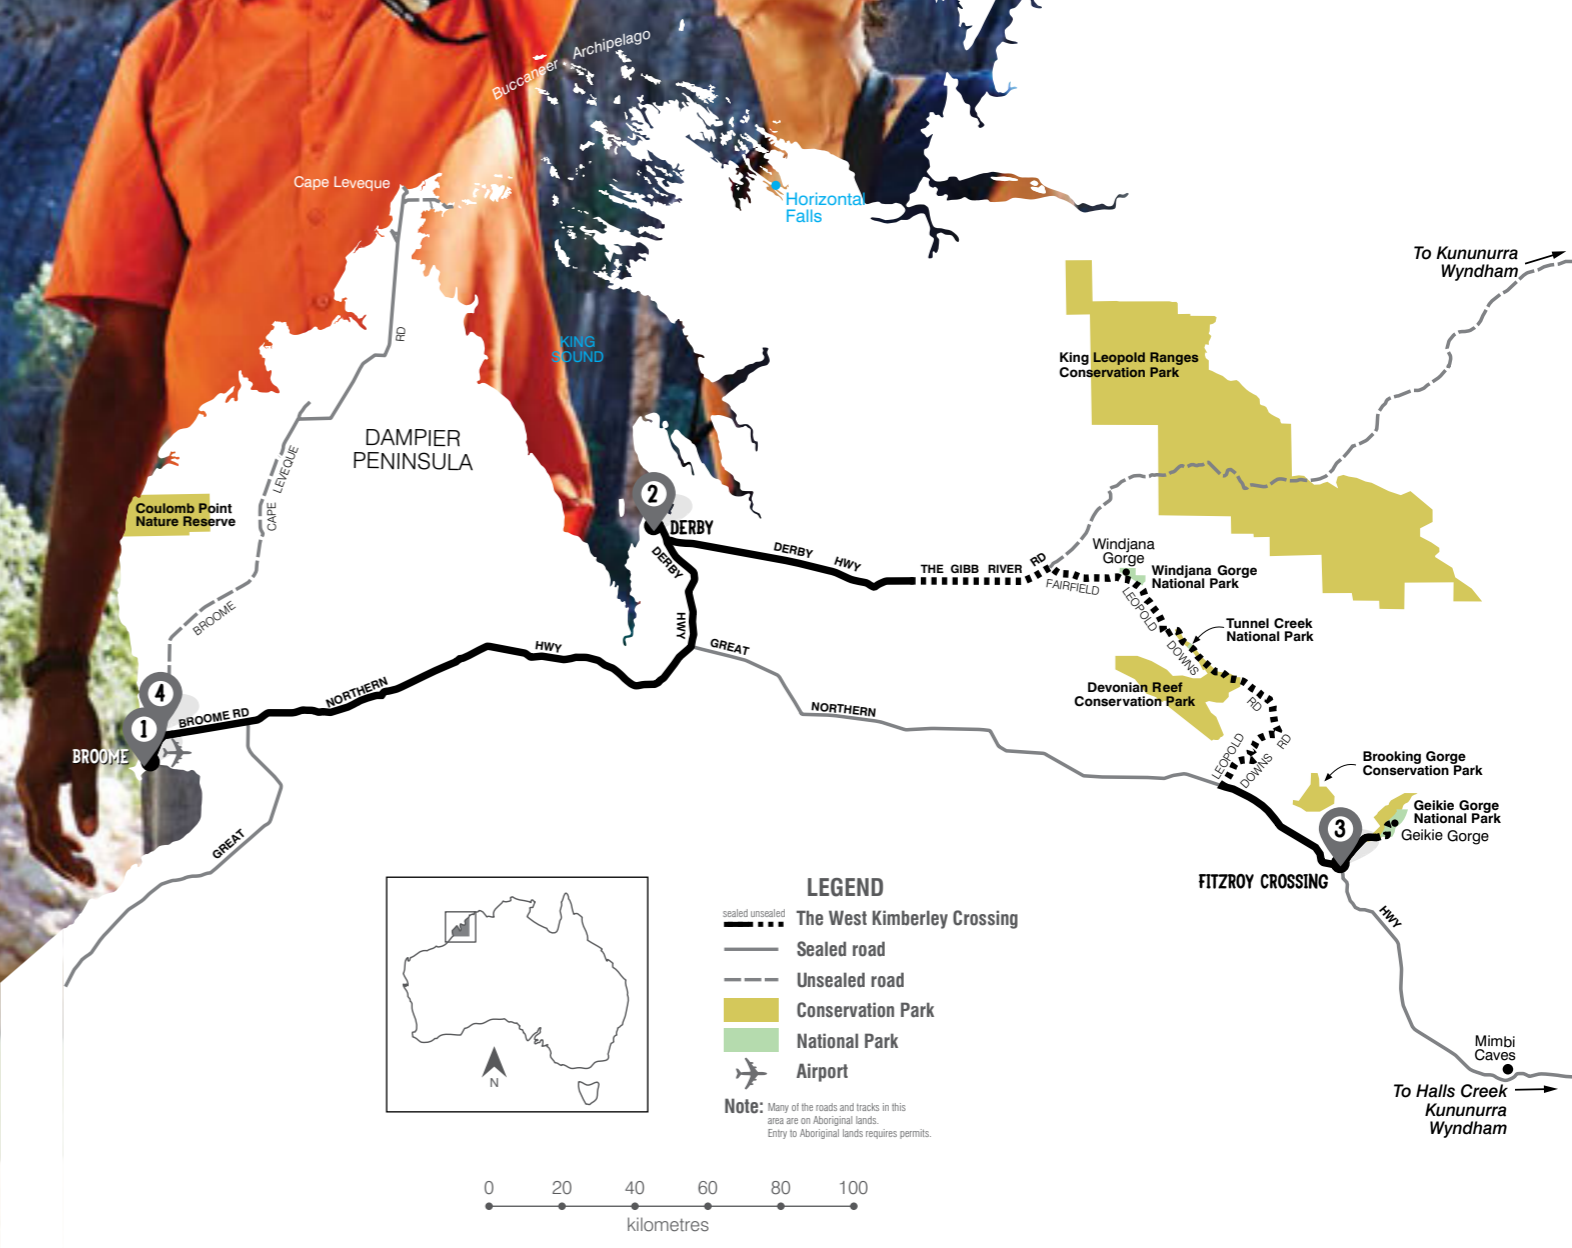 Buccaneer Archipelago
Cape Leveque
Horizontal
Falls
To Kununurra
Wyndham
KING
SOUND
RD
King Leopold Ranges
Conservation Park
DAMPIER
PENINSULA
CAPE LEVEQUE
Coulomb Point
Nature Reserve
2
DERBY
DERBY HWY
DERBY HWY
THE GIBB RIVER RD
Windjana
Gorge
Windjana Gorge
National Park
FAIRFIELD
LEOPOLD DOWNS RD
BROOME
Tunnel Creek
National Park
HWY
GREAT
Devonian Reef
Conservation Park
4
NORTHERN
1
BROOME RD
NORTHERN
BROOME
LEOPOLD
DOWNS RD
Brooking Gorge
Conservation Park
Geikie Gorge
National Park
Geikie Gorge
3
GREAT
FITZROY CROSSING
HWY
LEGEND
sealed unsealed
The West Kimberley Crossing
Sealed road
Unsealed road
Conservation Park
National Park
Airport
N
Note: Many of the roads and tracks in this
area are on Aboriginal lands.
Entry to Aboriginal lands requires permits.
Mimbi
Caves
To Halls Creek
Kununurra
Wyndham
0 20 40 60 80 100
kilometres